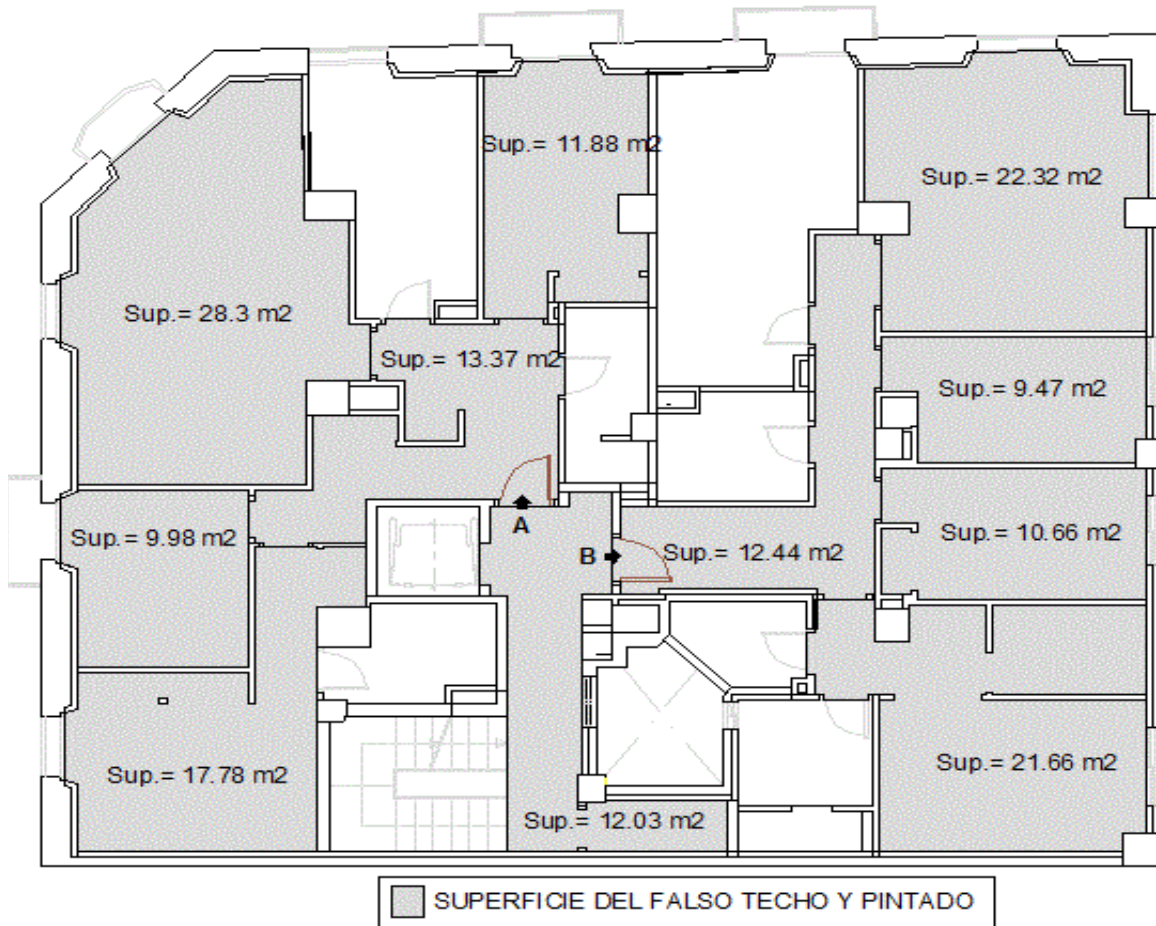 Sup.= 11.88 m2
Sup.= 22.32 m2
Sup.= 28.3 m2
Sup.= 13.37 m2
Sup.= 9.47 m2
A
Sup.= 9.98 m2
B
Sup.= 12.44 m2
Sup.= 10.66 m2
Sup.= 17.78 m2
Sup.= 21.66 m2
Sup.= 12.03 m2
SUPERFICIE DEL FALSO TECHO Y PINTADO